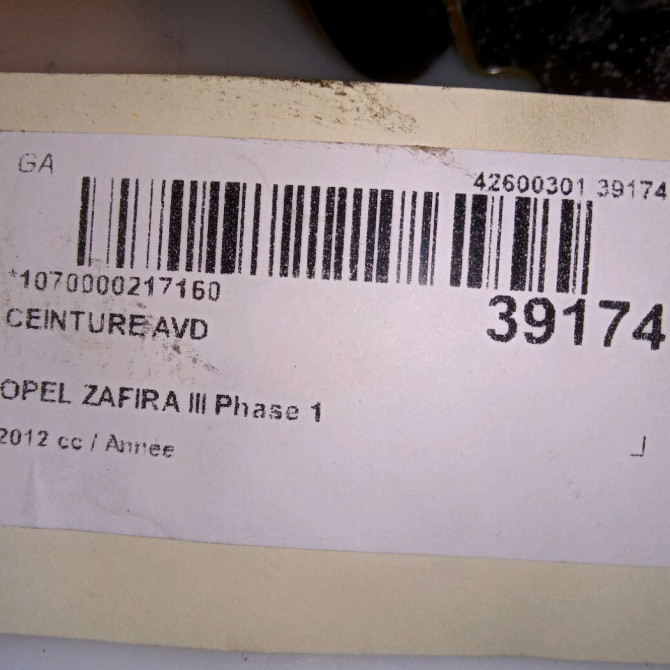 GA
42600301 39174
*1070000217160
39174
CEINTURE AVD
OPEL ZAFIRA III Phase 1
2012 cc / Année